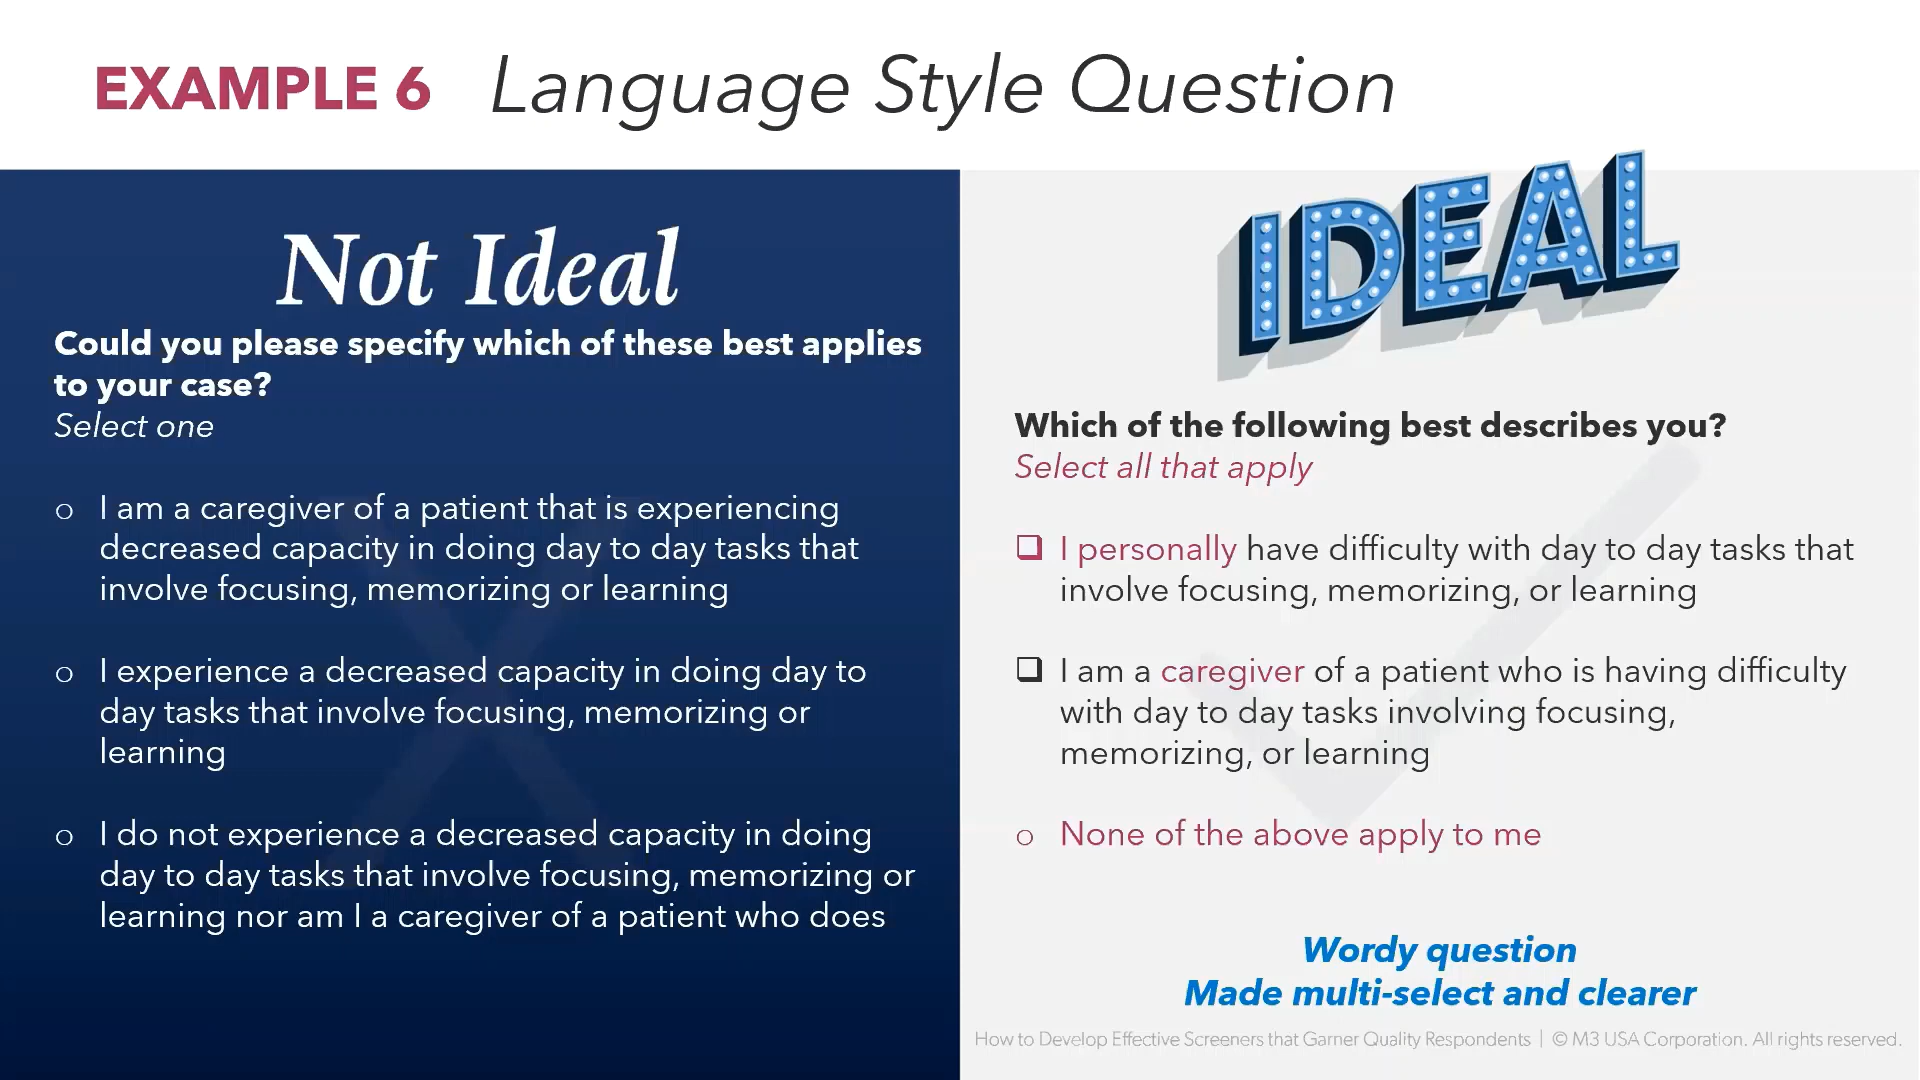 EXAMPLE 6 Language Style Question
Not Ideal
Could you please specify which of these best applies
to your case?
Select one
o I am a caregiver of a patient that is experiencing
decreased capacity in doing day to day tasks that
involve focusing, memorizing or learning
o I experience a decreased capacity in doing day to
day tasks that involve focusing, memorizing or
learning
o I do not experience a decreased capacity in doing
day to day tasks that involve focusing, memorizing or
learning nor am I a caregiver of a patient who does
IDEAL
Which of the following best describes you?
Select all that apply
❑ I personally have difficulty with day to day tasks that
involve focusing, memorizing, or learning
❑ I am a caregiver of a patient who is having difficulty
with day to day tasks involving focusing,
memorizing, or learning
o None of the above apply to me
Wordy question
Made multi-select and clearer
How to Develop Effective Screeners that Garner Quality Respondents | © M3 USA Corporation. All rights reserved.